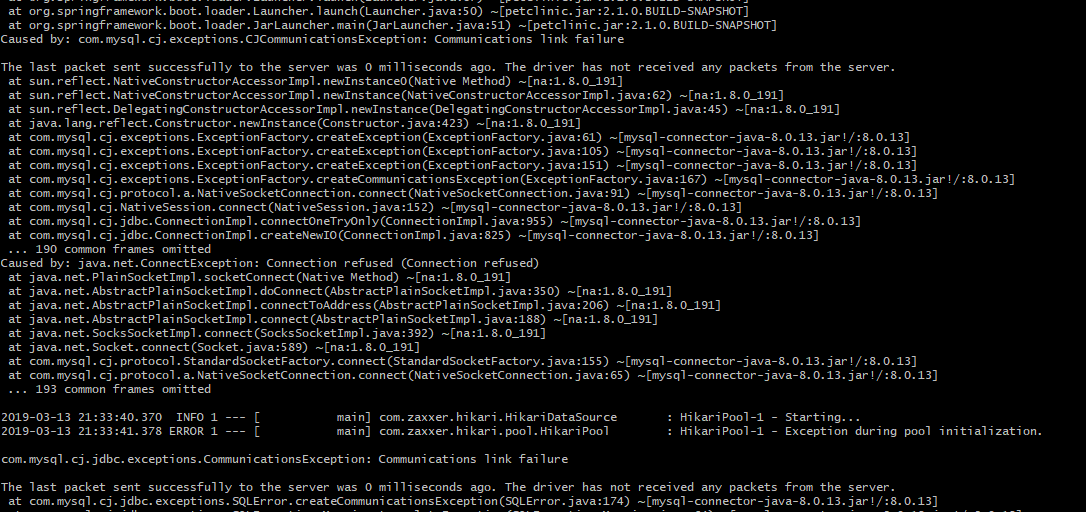 at org.springframework.boot.loader.Launcher.launch(Launcher.java:50) ~[petclinic.jar:2.1.0.BUILD-SNAPSHOT]
at org.springframework.boot.loader.JarLauncher.main(JarLauncher.java:51) ~[petclinic.jar:2.1.0.BUILD-SNAPSHOT]
Caused by: com.mysql.cj.exceptions.CJCommunicationsException: Communications link failure
The last packet sent successfully to the server was 0 milliseconds ago. The driver has not received any packets from the server.
at sun.reflect.NativeConstructorAccessorImpl.newInstance0(Native Method) ~[na:1.8.0_191]
at sun.reflect.NativeConstructorAccessorImpl.newInstance(NativeConstructorAccessorImpl.java:62) ~[na:1.8.0_191]
at sun.reflect.DelegatingConstructorAccessorImpl.newInstance(DelegatingConstructorAccessorImpl.java:45) ~[na:1.8.0_191]
at java.lang.reflect.Constructor.newInstance(Constructor.java:423) ~[na:1.8.0_191]
at com.mysql.cj.exceptions.ExceptionFactory.createException(ExceptionFactory.java:61) ~[mysql-connector-java-8.0.13.jar!/:8.0.13]
at com.mysql.cj.exceptions.ExceptionFactory.createException(ExceptionFactory.java:105) ~[mysql-connector-java-8.0.13.jar!/:8.0.13]
at com.mysql.cj.exceptions.ExceptionFactory.createException(ExceptionFactory.java:151) ~[mysql-connector-java-8.0.13.jar!/:8.0.13]
at com.mysql.cj.exceptions.ExceptionFactory.createCommunicationsException(ExceptionFactory.java:167) ~[mysql-connector-java-8.0.13.jar!/:8.0.13]
at com.mysql.cj.protocol.a.NativeSocketConnection.connect(NativeSocketConnection.java:91) ~[mysql-connector-java-8.0.13.jar!/:8.0.13]
at com.mysql.cj.NativeSession.connect(NativeSession.java:152) ~[mysql-connector-java-8.0.13.jar!/:8.0.13]
at com.mysql.cj.jdbc.ConnectionImpl.connectOneTryOnly(ConnectionImpl.java:955) ~[mysql-connector-java-8.0.13.jar!/:8.0.13]
at com.mysql.cj.jdbc.ConnectionImpl.createNewIO(ConnectionImpl.java:825) ~[mysql-connector-java-8.0.13.jar!/:8.0.13]
... 190 common frames omitted
Caused by: java.net.ConnectException: Connection refused (Connection refused)
at java.net.PlainSocketImpl.socketConnect(Native Method) ~[na:1.8.0_191]
at java.net.AbstractPlainSocketImpl.doConnect(AbstractPlainSocketImpl.java:350) ~[na:1.8.0_191]
at java.net.AbstractPlainSocketImpl.connectToAddress(AbstractPlainSocketImpl.java:206) ~[na:1.8.0_191]
at java.net.AbstractPlainSocketImpl.connect(AbstractPlainSocketImpl.java:188) ~[na:1.8.0_191]
at java.net.SocksSocketImpl.connect(SocksSocketImpl.java:392) ~[na:1.8.0_191]
at java.net.Socket.connect(Socket.java:589) ~[na:1.8.0_191]
at com.mysql.cj.protocol.StandardSocketFactory.connect(StandardSocketFactory.java:155) ~[mysql-connector-java-8.0.13.jar!/:8.0.13]
at com.mysql.cj.protocol.a.NativeSocketConnection.connect(NativeSocketConnection.java:65) ~[mysql-connector-java-8.0.13.jar!/:8.0.13]
... 193 common frames omitted
2019-03-13 21:33:40.370 INFO 1 --- [ main] com.zaxxer.hikari.HikariDataSource : HikariPool-1 - Starting...
2019-03-13 21:33:41.378 ERROR 1 --- [ main] com.zaxxer.hikari.pool.HikariPool : HikariPool-1 - Exception during pool initialization.
com.mysql.cj.jdbc.exceptions.CommunicationsException: Communications link failure
The last packet sent successfully to the server was 0 milliseconds ago. The driver has not received any packets from the server.
at com.mysql.cj.jdbc.exceptions.SQLError.createCommunicationsException(SQLError.java:174) ~[mysql-connector-java-8.0.13.jar!/:8.0.13]